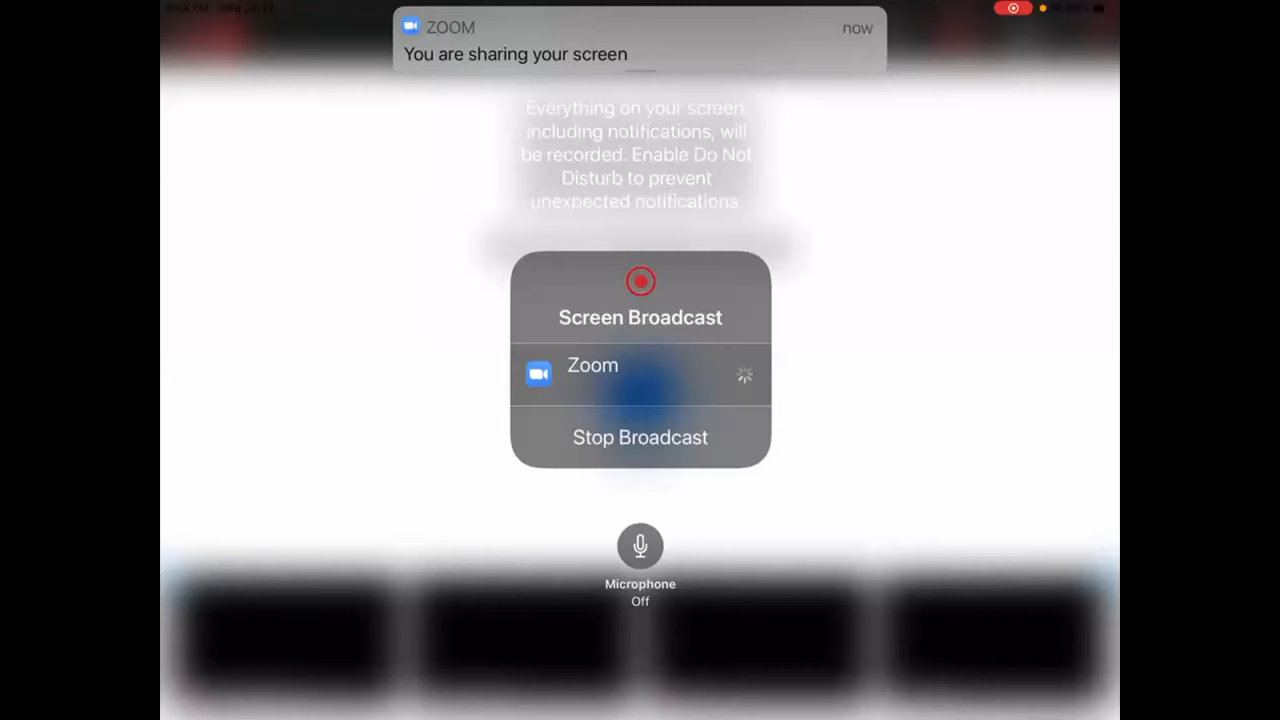 ZOOM
now
You are sharing your screen
Everything on your screen,
including notifications, will
be recorded. Enable Do Not
Disturb to prevent
unexpected notifications.
Screen Broadcast
Zoom
Stop Broadcast
Microphone
Off